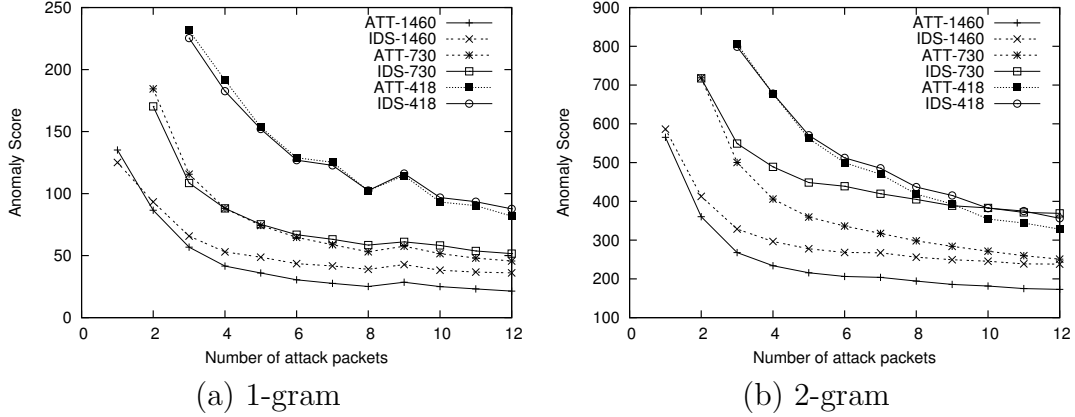 250
200
150
100
50
0
Anomaly Score
0 2 4 6 8 10 12
Number of attack packets
ATT-1460
IDS-1460
ATT-730
IDS-730
ATT-418
IDS-418
(a) 1-gram
900
800
700
600
500
400
300
200
100
Anomaly Score
0 2 4 6 8 10 12
Number of attack packets
ATT-1460
IDS-1460
ATT-730
IDS-730
ATT-418
IDS-418
(b) 2-gram